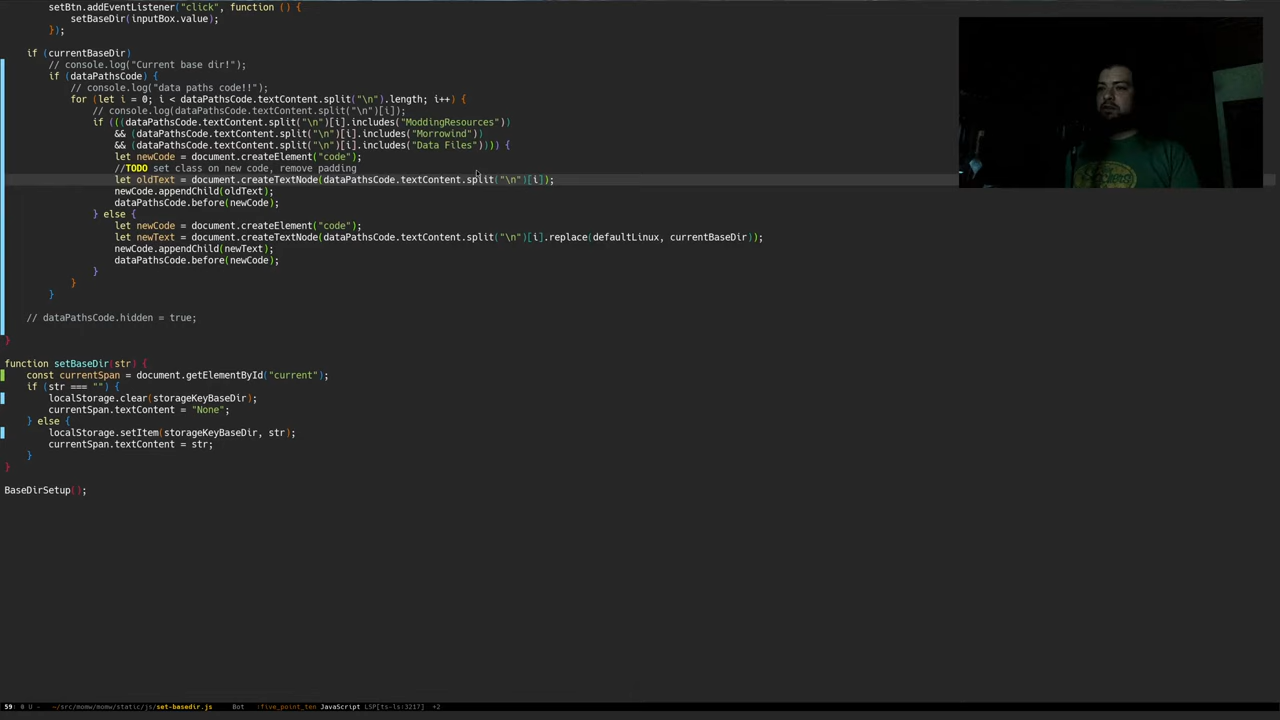 setBtn.addEventListener("click", function () {
setBaseDir(inputBox.value);
});
if (currentBaseDir)
// console.log("Current base dir!");
if (dataPathsCode) {
// console.log("data paths code!!");
for (let i = 0; i < dataPathsCode.textContent.split("\n").length; i++) {
// console.log(dataPathsCode.textContent.split("\n")[i]);
if (((dataPathsCode.textContent.split("\n")[i].includes("ModdingResources"))
&& (dataPathsCode.textContent.split("\n")[i].includes("Morrowind"))
&& (dataPathsCode.textContent.split("\n")[i].includes("Data Files")))) {
let newCode = document.createElement("code");
//TODO set class on new code, remove padding
let oldText = document.createTextNode(dataPathsCode.textContent.split("\n")[i]);
newCode.appendChild(oldText);
dataPathsCode.before(newCode);
} else {
let newCode = document.createElement("code");
let newText = document.createTextNode(dataPathsCode.textContent.split("\n")[i].replace(defaultLinux, currentBaseDir));
newCode.appendChild(newText);
dataPathsCode.before(newCode);
}
}
}
// dataPathsCode.hidden = true;
}
function setBaseDir(str) {
const currentSpan = document.getElementById("current");
if (str === "") {
localStorage.clear(storageKeyBaseDir);
currentSpan.textContent = "None";
} else {
localStorage.setItem(storageKeyBaseDir, str);
currentSpan.textContent = str;
}
}
BaseDirSetup();
59: 0 U - ~/src/momw/momw/static/js/set-basedir.js Bot !five_point_ten JavaScript LSP[ts-ls:3217] +2